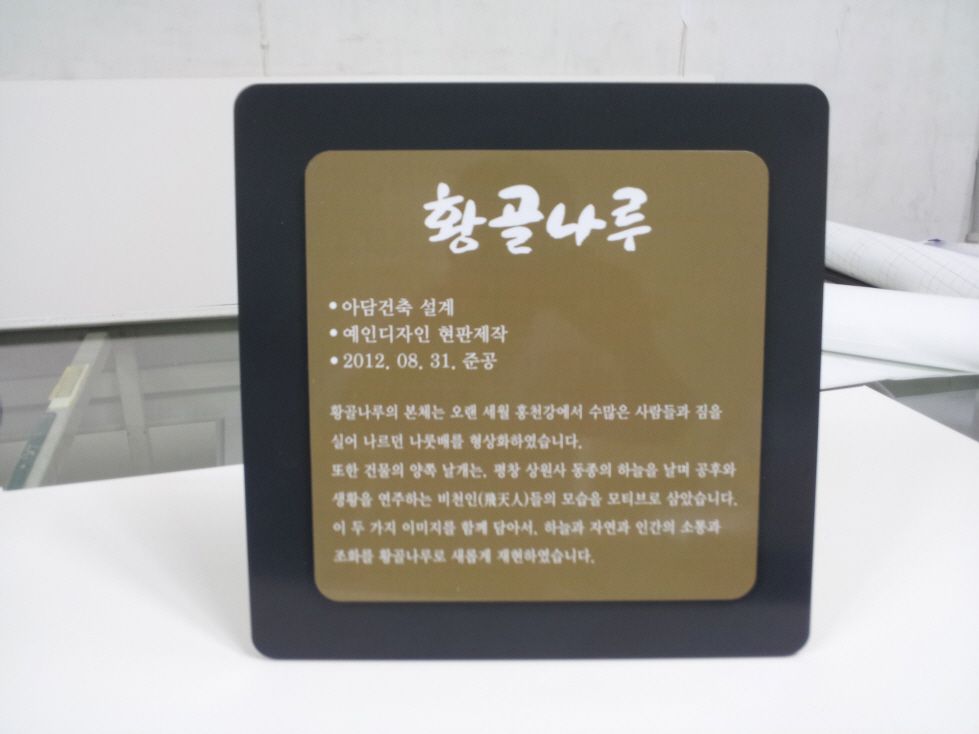 황골나루
• 아담건축 설계
• 예인디자인 현판제작
• 2012. 08. 31. 준공
황골나루의 본체는 오랜 세월 홍천강에서 수많은 사람들과 짐을
실어 나르던 나룻배를 형상화하였습니다.
또한 건물의 양쪽 날개는, 평창 상원사 동종의 하늘을 날며 공후와
생황을 연주하는 비천인(飛天人)들의 모습을 모티브로 삼았습니다.
이 두 가지 이미지를 함께 담아서, 하늘과 자연과 인간의 소통과
조화를 황골나루로 새롭게 재현하였습니다.